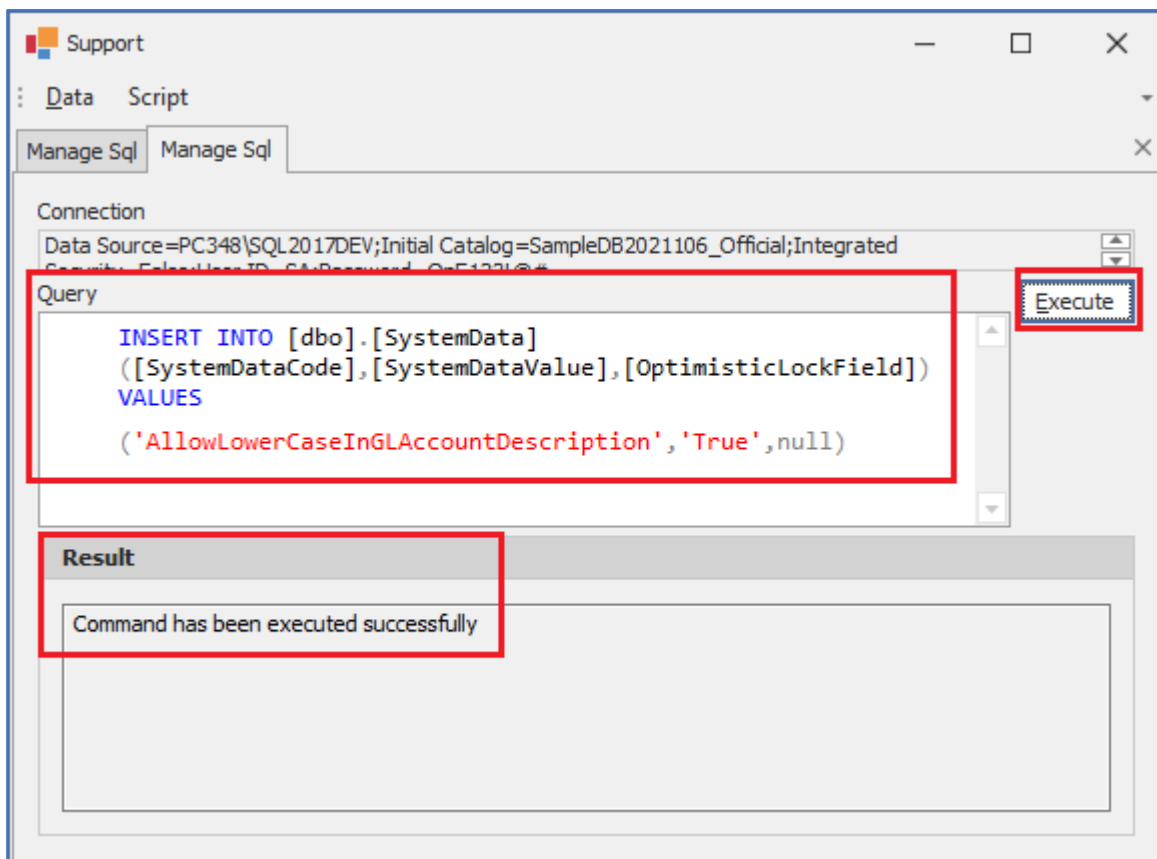 Support
Data Script
Manage Sql Manage Sql
Connection
Data Source=PC348\SQL2017DEV;Initial Catalog=SampleDB2021106_Official;Integrated
Query
Execute
INSERT INTO [dbo].[SystemData]
([SystemDataCode],[SystemDataValue],[OptimisticLockField])
VALUES
('AllowLowerCaseInGLAccountDescription','True',null)
Result
Command has been executed successfully